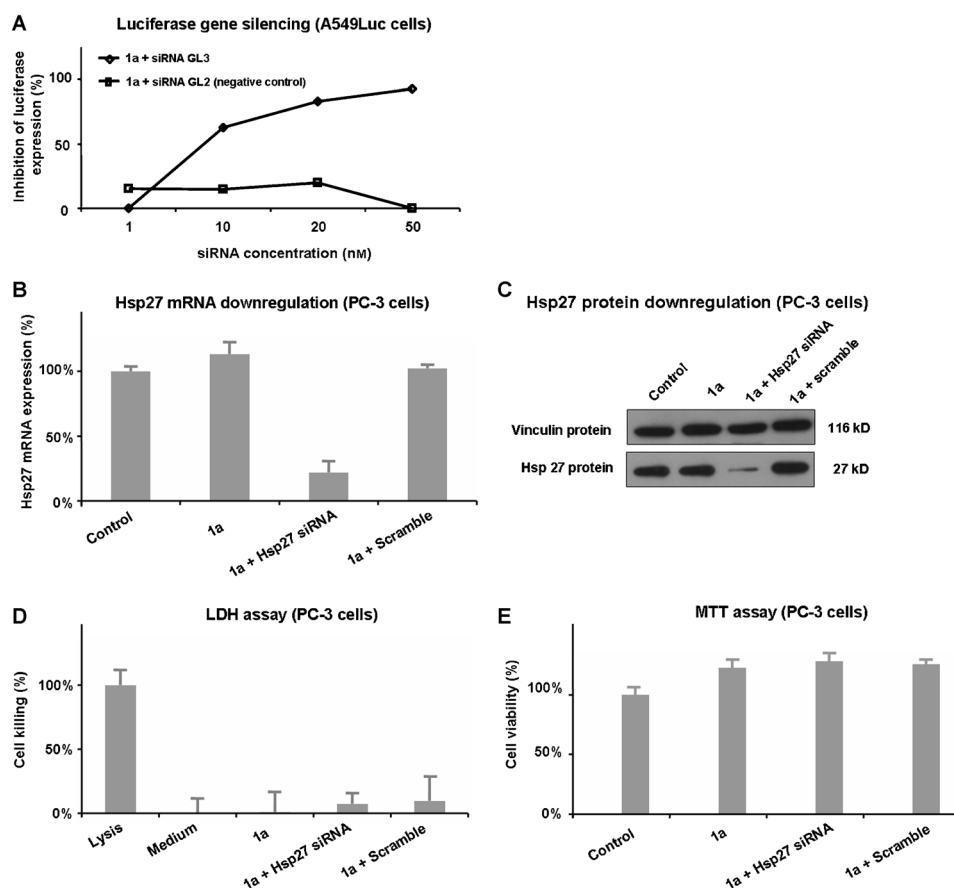 A
Luciferase gene silencing (A549Luc cells)
Inhibition of luciferase
expression (%)
1a + siRNA GL3
1a + siRNA GL2 (negative control)
100
50
0
1 10 20 50
siRNA concentration (nM)
B
Hsp27 mRNA downregulation (PC-3 cells)
Hsp27 mRNA expression (%)
100%
50%
0%
Control
1a
1a + Hsp27 siRNA
1a + Scramble
C
Hsp27 protein downregulation (PC-3 cells)
Control
1a
1a + Hsp27 siRNA
1a + scramble
Vinculin protein
116 kD
Hsp 27 protein
27 kD
D
LDH assay (PC-3 cells)
Cell killing (%)
100%
50%
0%
Lysis
Medium
1a
1a + Hsp27 siRNA
1a + Scramble
E
MTT assay (PC-3 cells)
Cell viability (%)
100%
50%
0%
Control
1a
1a + Hsp27 siRNA
1a + Scramble